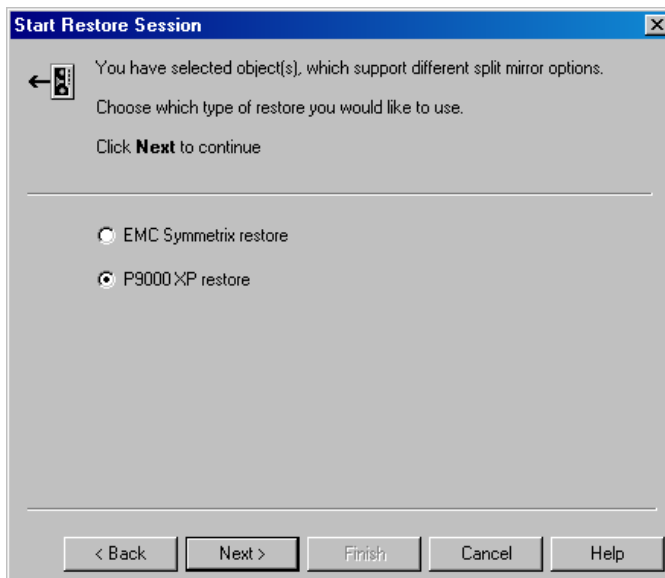 Start Restore Session
You have selected object(s), which support different split mirror options.
Choose which type of restore you would like to use.
Click Next to continue
EMC Symmetrix restore
P9000 XP restore
< Back
Next >
Finish
Cancel
Help